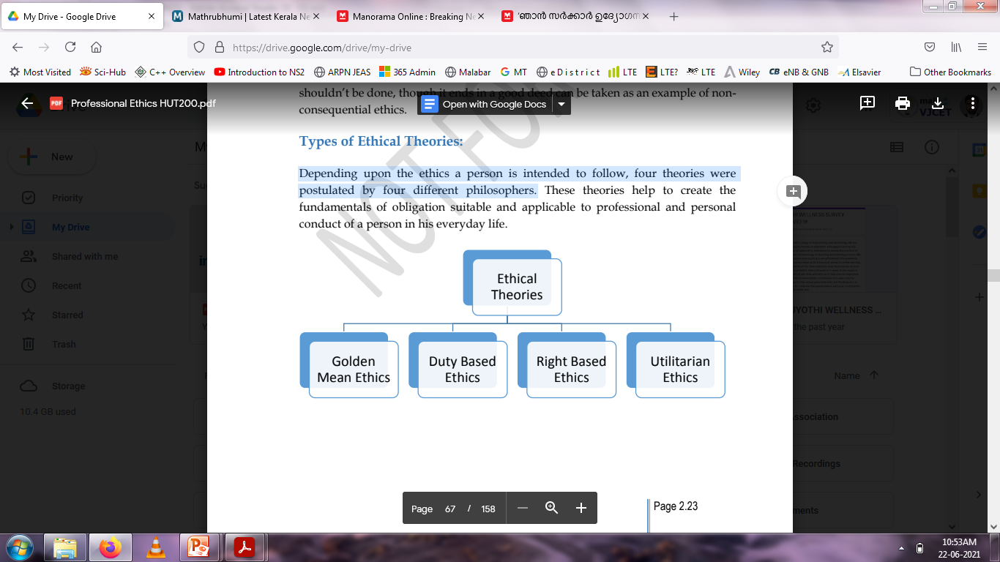 My Drive - Google Drive
Mathrubhumi | Latest Kerala Ne
Manorama Online : Breaking Ne
'ഞാൻ സർക്കാർ ഉദ്യോഗസ
https://drive.google.com/drive/my-drive
Most Visited Sci-Hub C++ Overview Introduction to NS2 ARPN JEAS 365 Admin Malabar MT e D i s t r i c t LTE LTE? LTE Wiley eNB & GNB Elsavier Other Bookmarks
Professional Ethics HUT200.pdf
Open with Google Docs
VJCET
shouldn't be done, though it ends in a good deed can be taken as an example of non-
consequential ethics.
Types of Ethical Theories:
Depending upon the ethics a person is intended to follow, four theories were
postulated by four different philosophers. These theories help to create the
fundamentals of obligation suitable and applicable to professional and personal
conduct of a person in his everyday life.
NOT FO
Ethical
Theories
Golden
Mean Ethics
Duty Based
Ethics
Right Based
Ethics
Utilitarian
Ethics
Page 2.23
Page 67 / 158
New
Priority
My Drive
Shared with me
Recent
Starred
Trash
Storage
10.4 GB used
YOTHI WELLNESS ...
the past year
Name
ssociation
Recordings
ments
10:53AM
22-06-2021